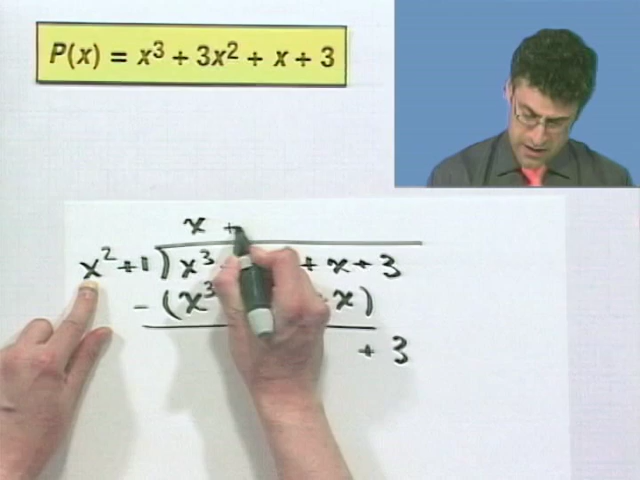 P(x) = x³ + 3x² + x + 3
x +
x² + 1 ) x³ + x + 3
- (x³ x)
+ 3